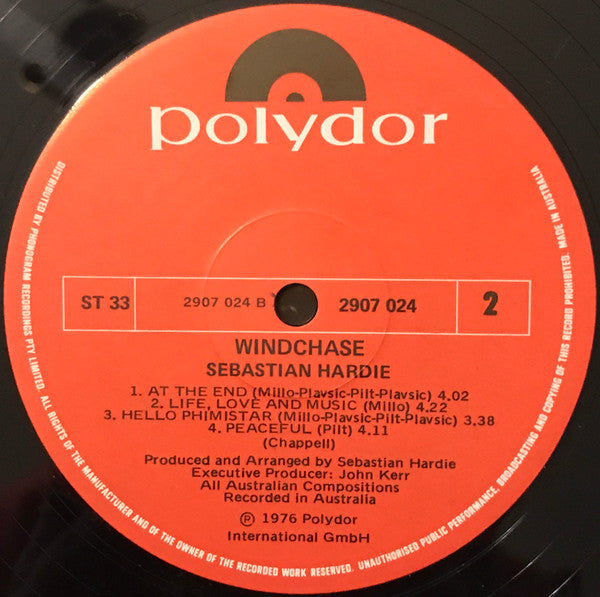 polydor
ST 33
2907 024 B
2907 024
2
WINDCHASE
SEBASTIAN HARDIE
1. AT THE END (Millo-Plavsic-Pilt-Plavsic) 4.02
2. LIFE, LOVE AND MUSIC (Millo) 4.22
3. HELLO PHIMISTAR (Millo-Plavsic-Pilt-Plavsic) 3.38
4. PEACEFUL (Pilt) 4.11
(Chappell)
Produced and Arranged by Sebastian Hardie
Executive Producer: John Kerr
All Australian Compositions
Recorded in Australia
℗ 1976 Polydor
International GmbH
DISTRIBUTED BY PHONOGRAM RECORDINGS PTY LIMITED. ALL RIGHTS OF THE MANUFACTURER AND OF THE OWNER OF THE RECORDED WORK RESERVED. UNAUTHORISED PUBLIC PERFORMANCE, BROADCASTING AND COPYING OF THIS RECORD PROHIBITED. MADE IN AUSTRALIA